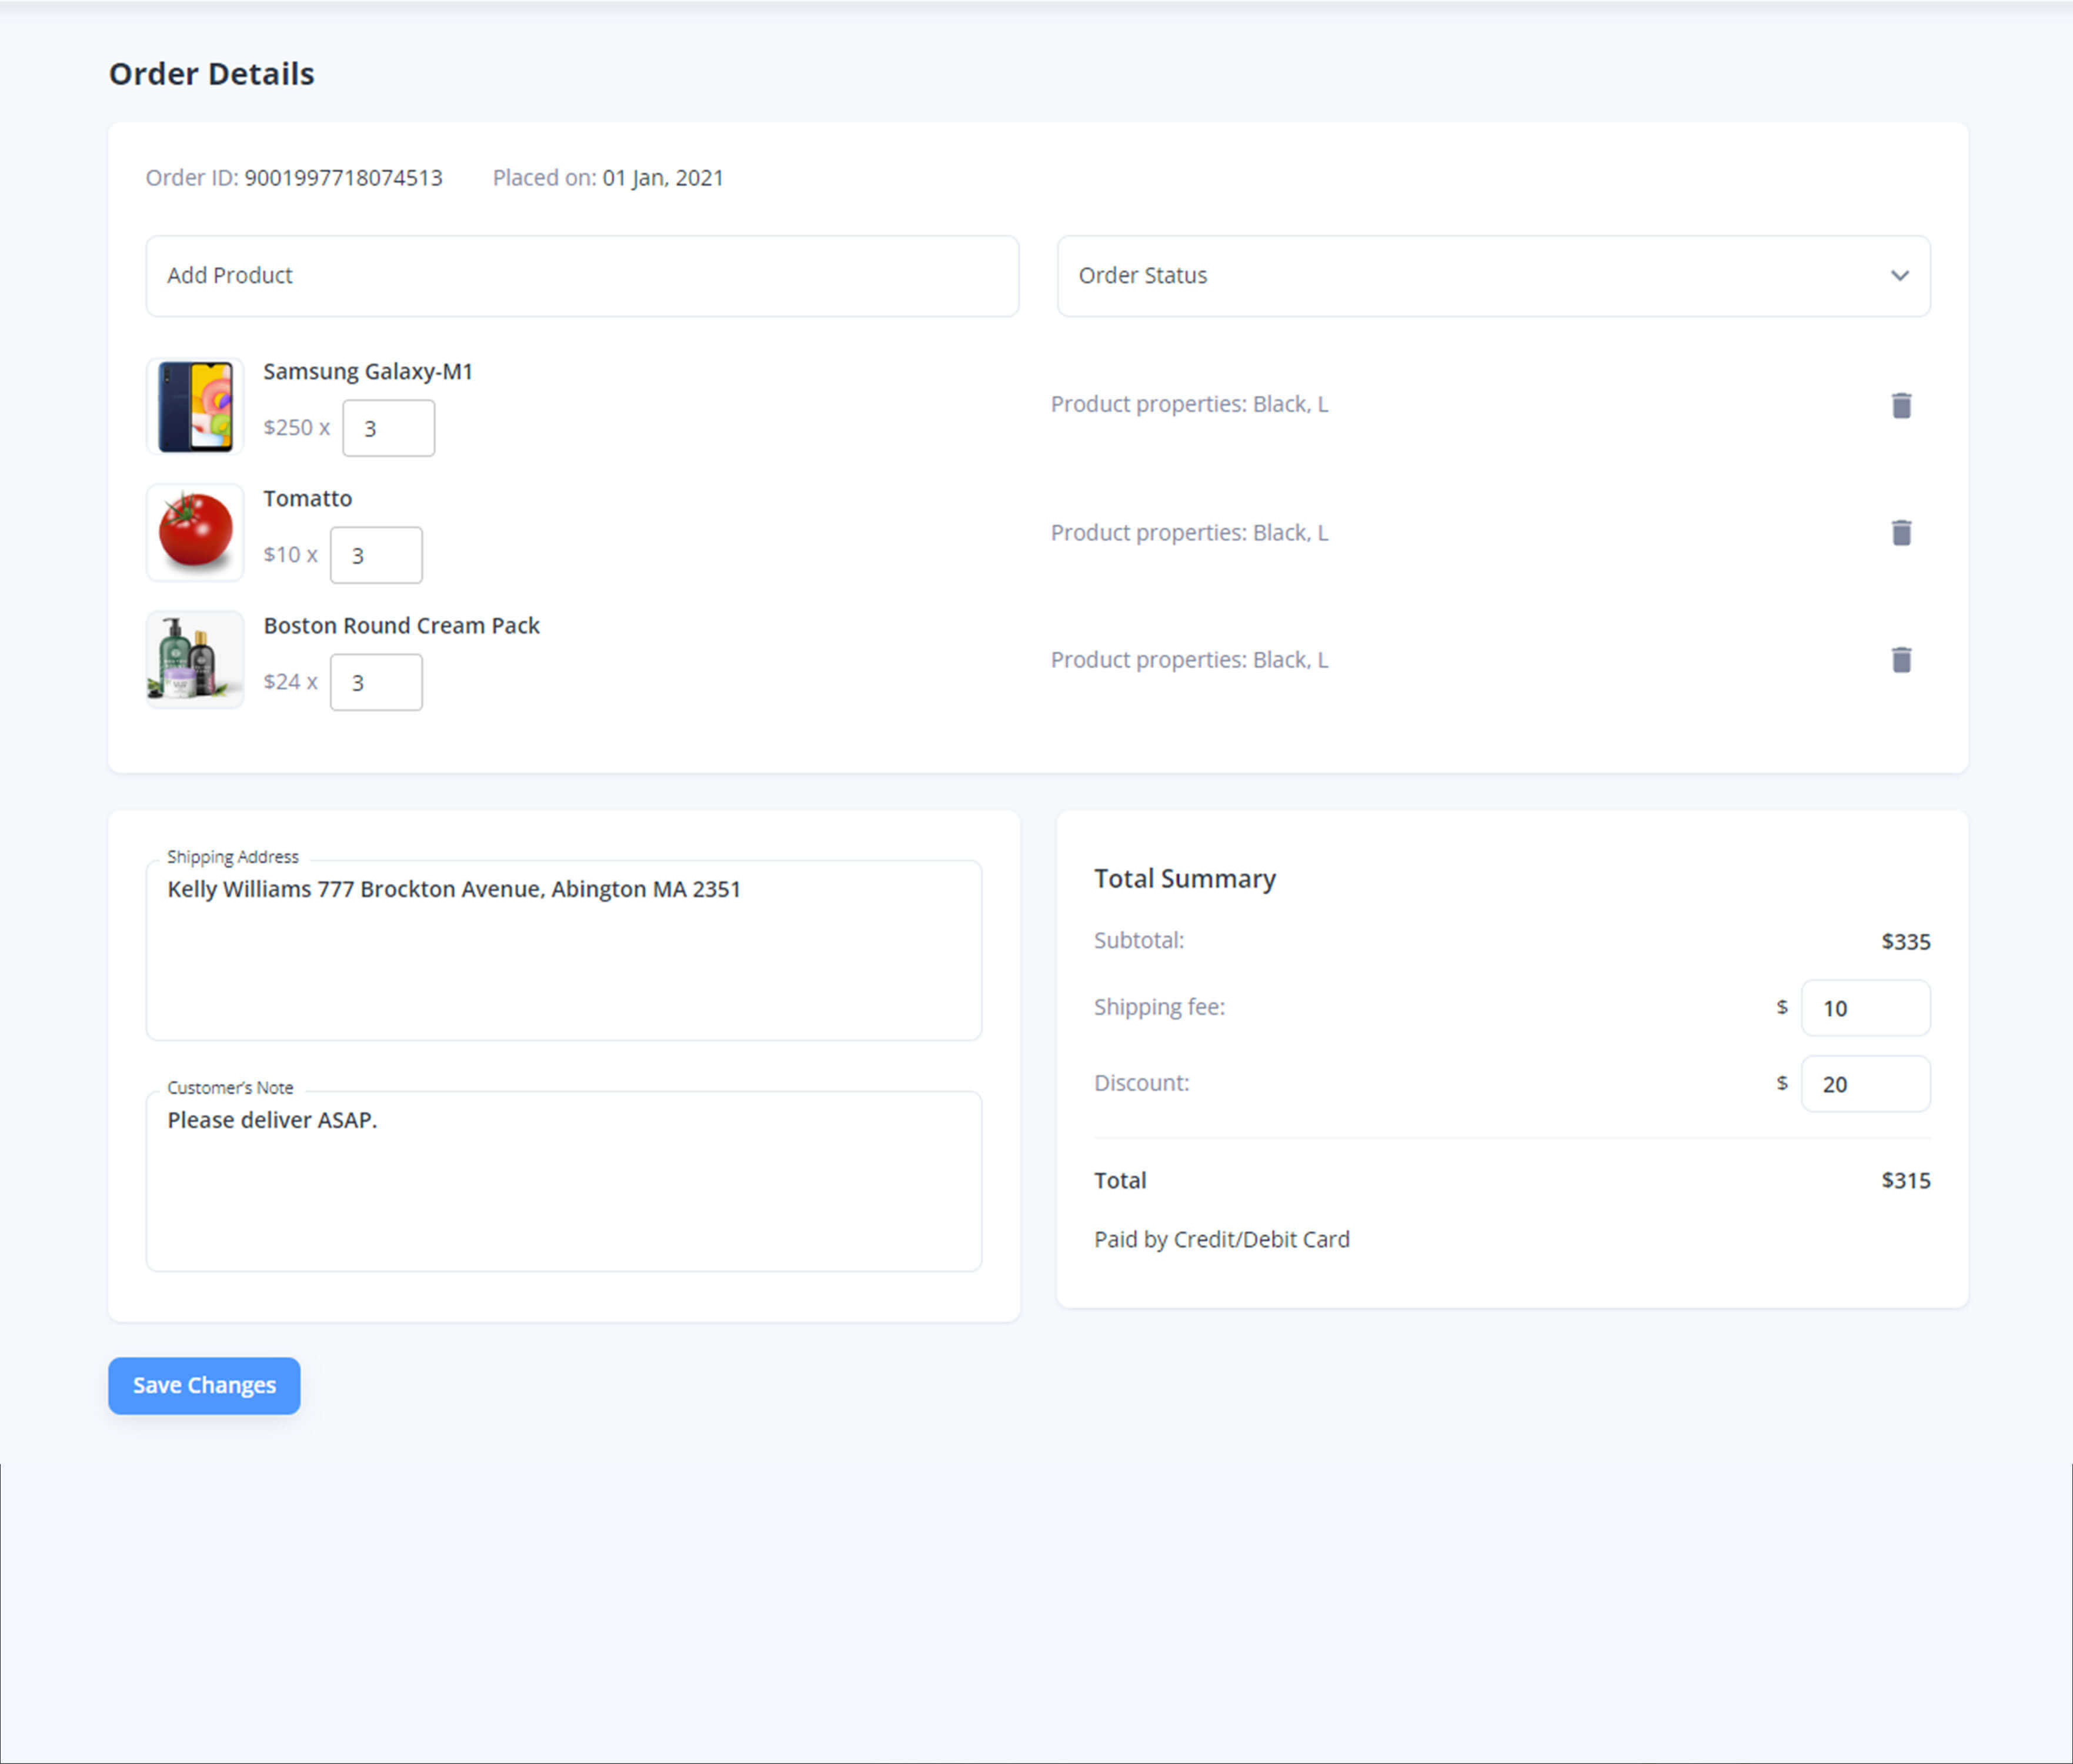 Order Details
Order ID: 9001997718074513 Placed on: 01 Jan, 2021
Add Product
Order Status
Samsung Galaxy-M1
$250 x 3
Product properties: Black, L
Tomatto
$10 x 3
Product properties: Black, L
Boston Round Cream Pack
$24 x 3
Product properties: Black, L
Shipping Address
Kelly Williams 777 Brockton Avenue, Abington MA 2351
Customer's Note
Please deliver ASAP.
Total Summary
Subtotal: $335
Shipping fee: $ 10
Discount: $ 20
Total $315
Paid by Credit/Debit Card
Save Changes